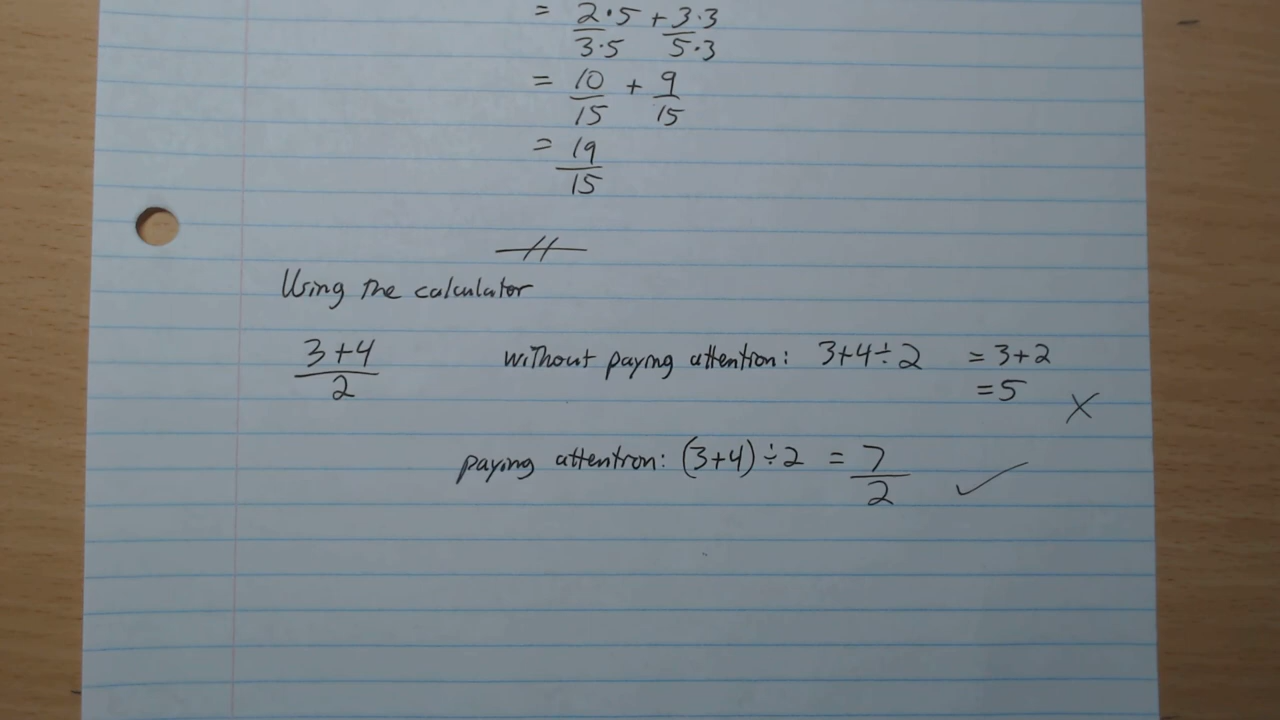 = 2·5/3·5 + 3·3/5·3
= 10/15 + 9/15
= 19/15
Using the calculator
3+4/2 without paying attention: 3+4÷2 = 3+2
= 5 X
paying attention: (3+4)÷2 = 7/2 ✓